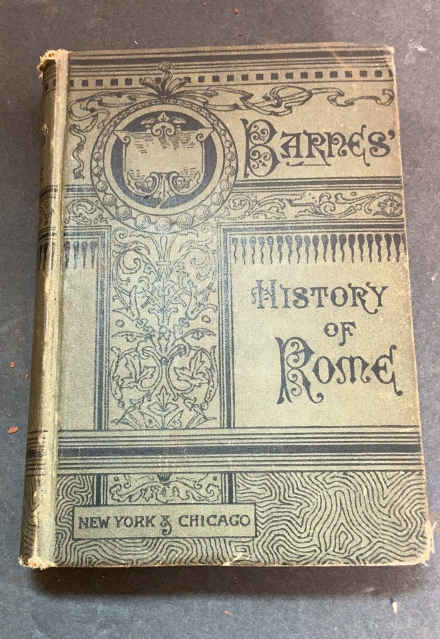 BARNES'
HISTORY
OF
ROME
NEW YORK & CHICAGO